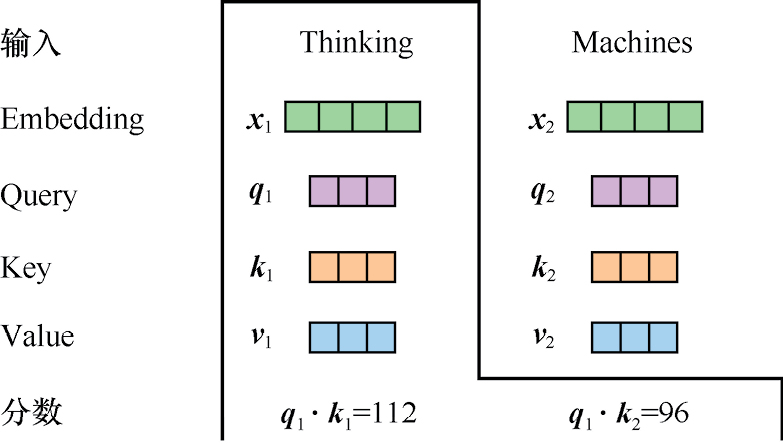 输入 Thinking Machines
Embedding x1 x2
Query q1 q2
Key k1 k2
Value v1 v2
分数 q1 · k1=112 q1 · k2=96